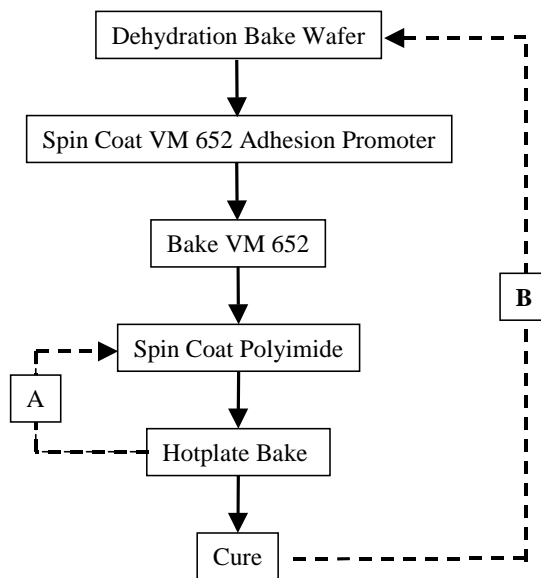 Dehydration Bake Wafer
Spin Coat VM 652 Adhesion Promoter
Bake VM 652
B
Spin Coat Polyimide
A
Hotplate Bake
Cure